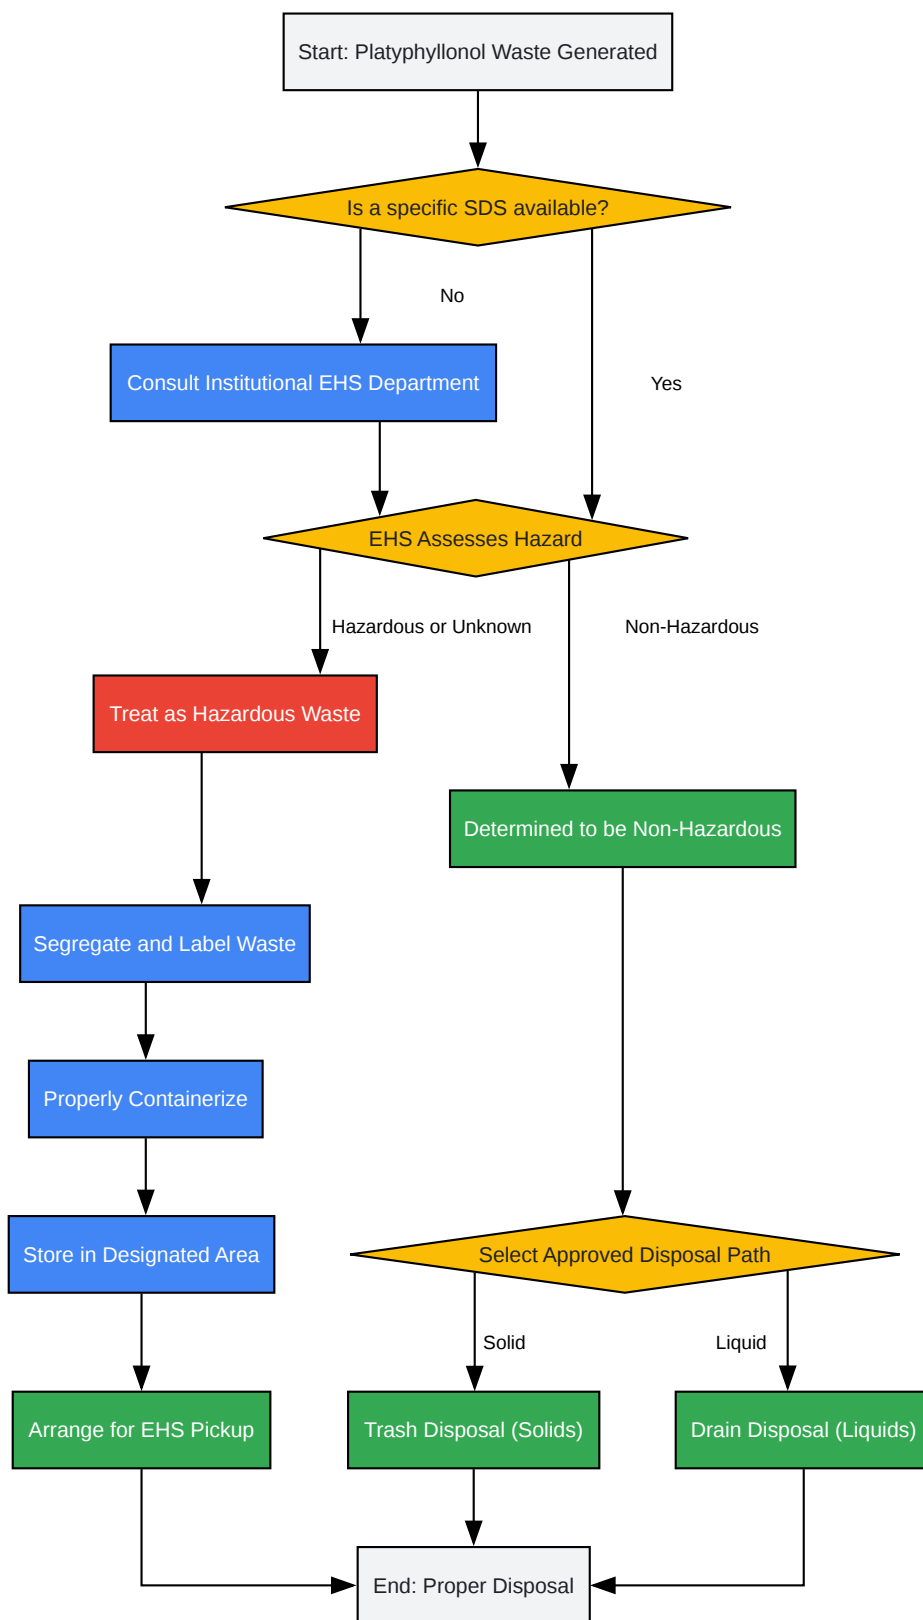 Start: Platyphyllonol Waste Generated
Is a specific SDS available?
No
Consult Institutional EHS Department
Yes
EHS Assesses Hazard
Hazardous or Unknown
Non-Hazardous
Treat as Hazardous Waste
Determined to be Non-Hazardous
Segregate and Label Waste
Properly Containerize
Store in Designated Area
Select Approved Disposal Path
Solid
Liquid
Arrange for EHS Pickup
Trash Disposal (Solids)
Drain Disposal (Liquids)
End: Proper Disposal